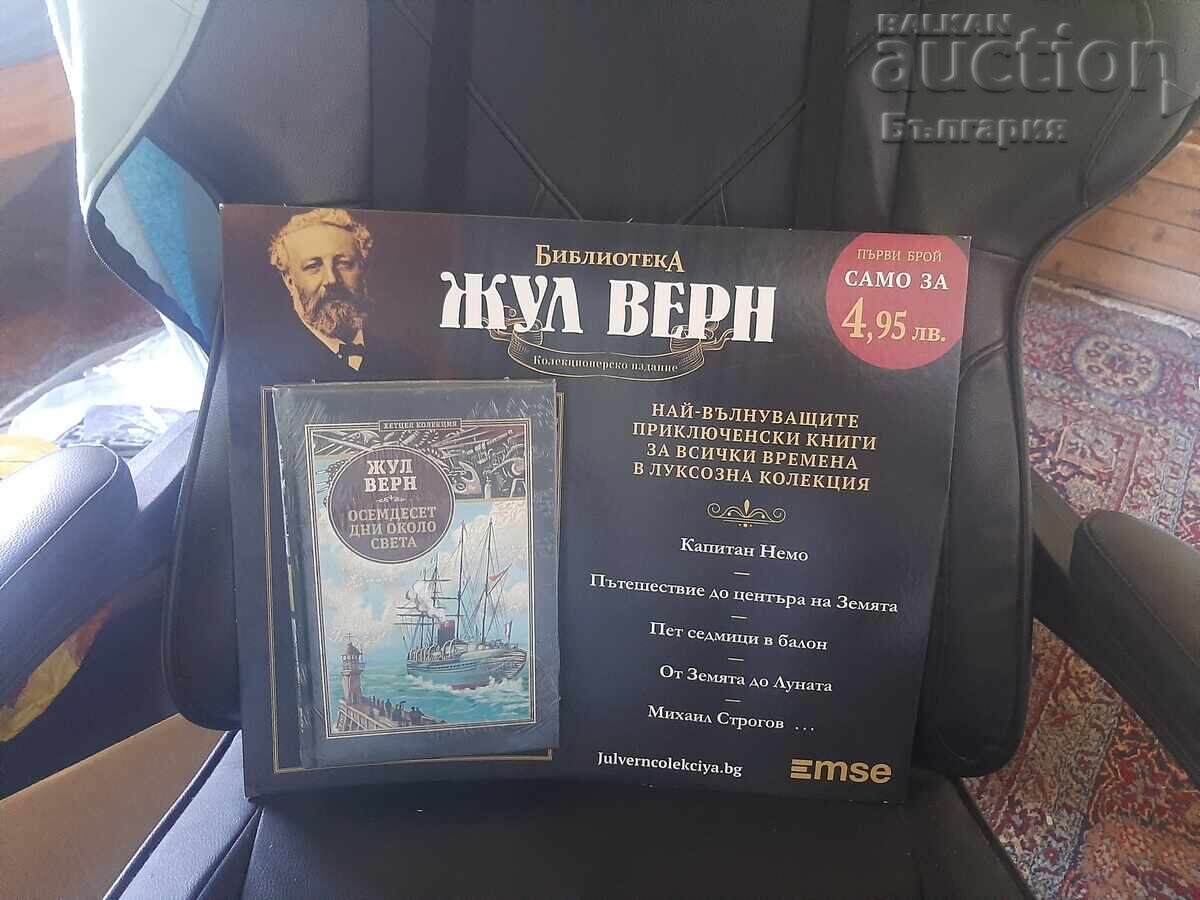 BALKAN
auction
България
БИБЛИОТЕКА
ЖУЛ ВЕРН
Колекционерско издание
ПЪРВИ БРОЙ
САМО ЗА
4,95 лв.
ХЕТЦЕЛ КОЛЕКЦИЯ
ЖУЛ
ВЕРН
ОСЕМДЕСЕТ
ДНИ ОКОЛО
СВЕТА
НАЙ-ВЪЛНУВАЩИТЕ
ПРИКЛЮЧЕНСКИ КНИГИ
ЗА ВСИЧКИ ВРЕМЕНА
В ЛУКСОЗНА КОЛЕКЦИЯ
Капитан Немо
—
Пътешествие до центъра на Земята
—
Пет седмици в балон
—
От Земята до Луната
—
Михаил Строгов ...
Julverncolekciya.bg
emse